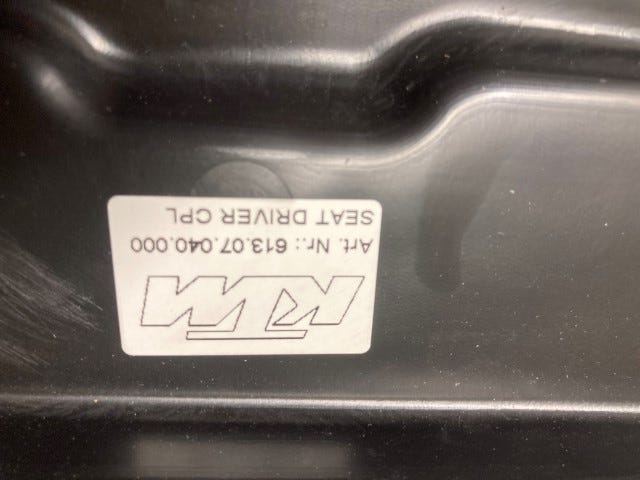 KTM
Art. Nr.: 613.07.040.000
SEAT DRIVER CPL